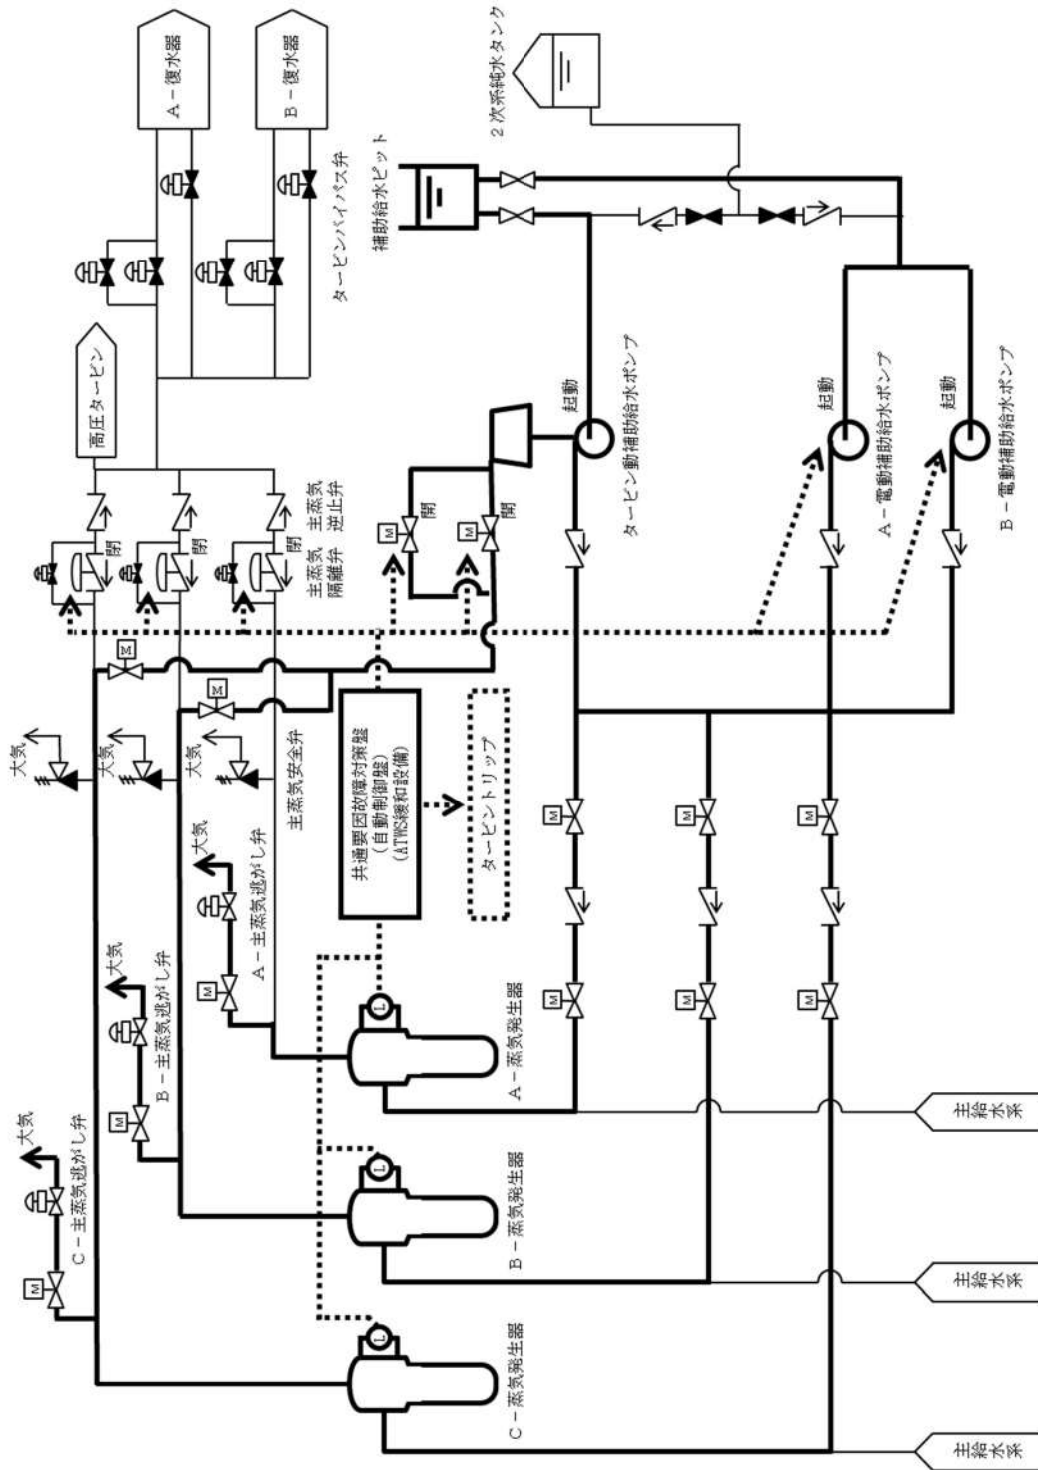 C－主蒸気逃がし弁
大気
M
B－主蒸気逃がし弁
大気
M
A－主蒸気逃がし弁
大気
M
大気
大気
大気
主蒸気安全弁
M
M
閉
閉
閉
主蒸気
隔離弁
主蒸気
逆止弁
高圧タービン
A－復水器
B－復水器
タービンバイパス弁
C－蒸気発生器
L
B－蒸気発生器
L
A－蒸気発生器
L
共通要因故障対策盤
(自動制御盤)
(ATWS緩和設備)
タービントリップ
M
開
M
開
補助給水ピット
2次系純水タンク
起動
タービン動補助給水ポンプ
起動
A－電動補助給水ポンプ
起動
B－電動補助給水ポンプ
M
M
M
M
M
M
主給水系
主給水系
主給水系